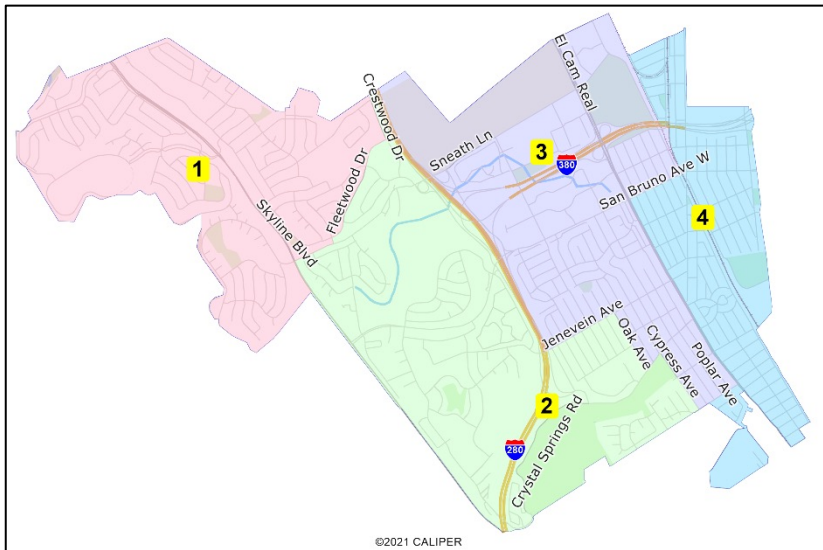 El Cam Real
Crestwood Dr
Sneath Ln
3
380
1
Fleetwood Dr
San Bruno Ave W
4
Skyline Blvd
Jenevein Ave
Oak Ave
Cypress Ave
Poplar Ave
2
280
Crystal Springs Rd
©2021 CALIPER